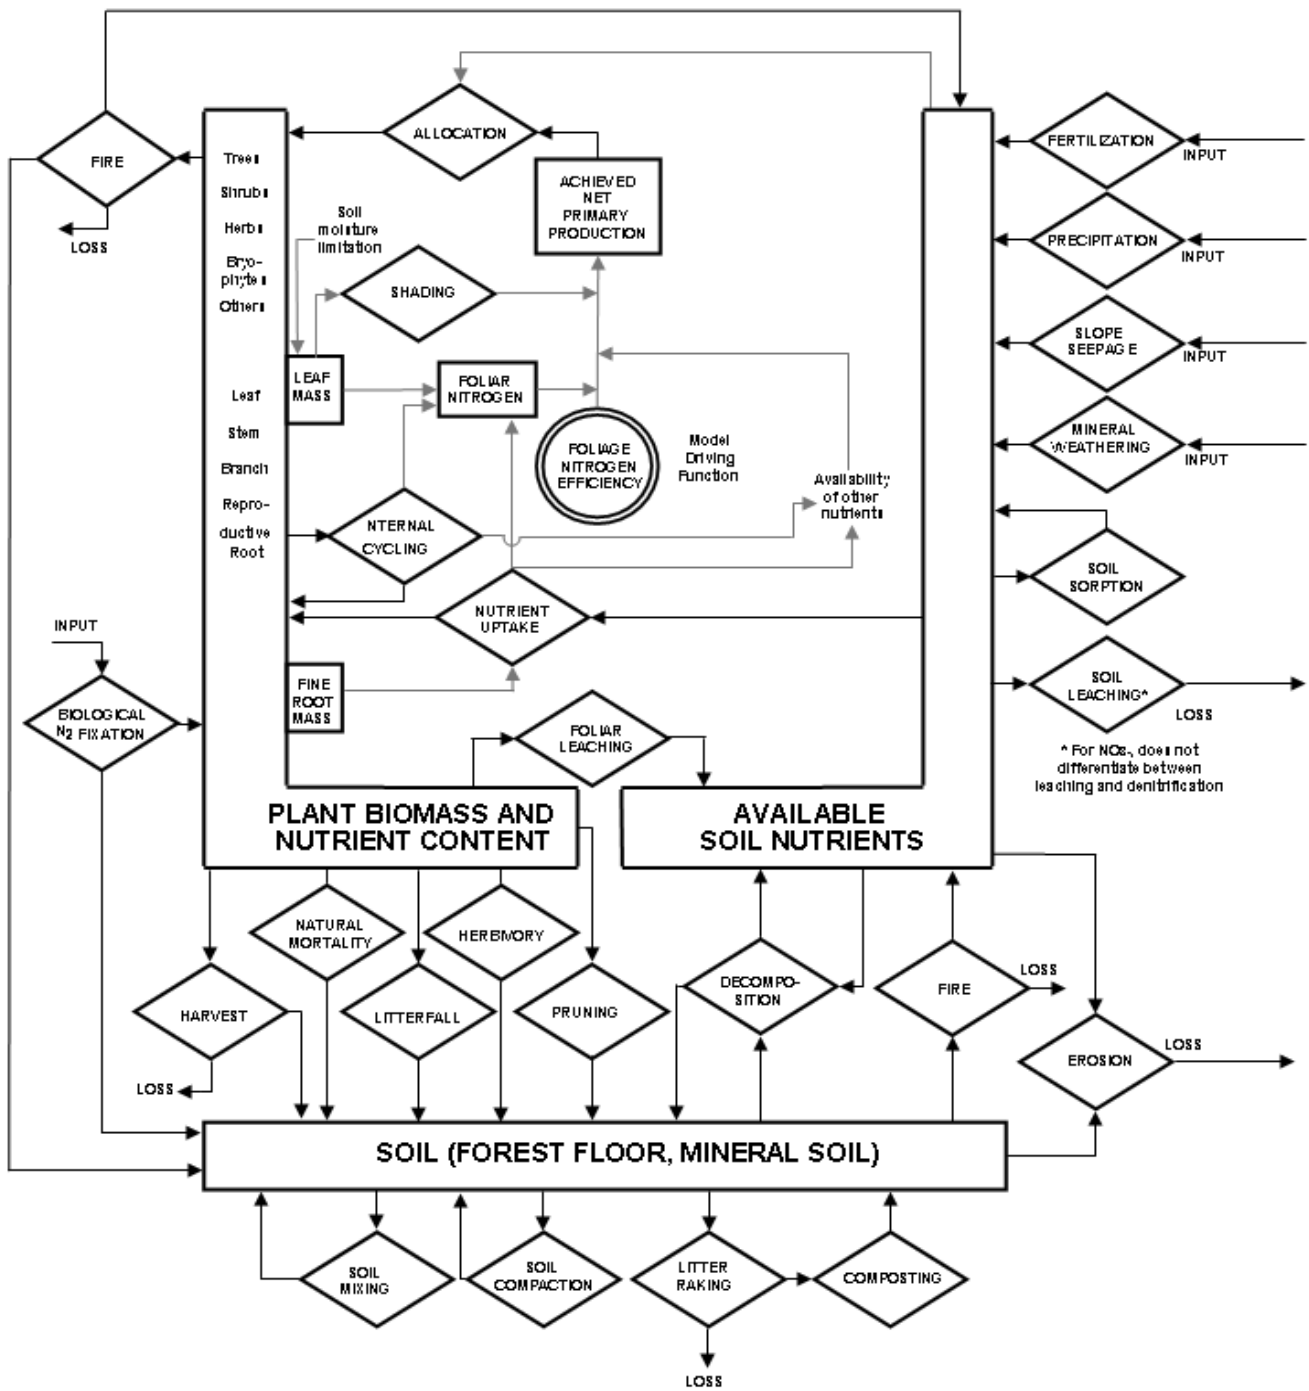 FIRE
LOSS
Trees
Shrubs
Herbs
Bryo-
phytes
Others
Leaf
Stem
Branch
Repro-
ductive
Root
ALLOCATION
ACHIEVED
NET
PRIMARY
PRODUCTION
Soil
moisture
limitation
SHADING
LEAF
MASS
FOLIAR
NITROGEN
FOLIAGE
NITROGEN
EFFICIENCY
Model
Driving
Function
Availability
of other
nutrients
NTERNAL
CYCLING
NUTRIENT
UPTAKE
FINE
ROOT
MASS
FOLIAR
LEACHING
INPUT
BIOLOGICAL
N2 FIXATION
FERTILIZATION
INPUT
PRECIPITATION
INPUT
SLOPE
SEEPAGE
INPUT
MINERAL
WEATHERING
INPUT
SOIL
SORPTION
SOIL
LEACHING*
LOSS
* For NO3-, does not
differentiate between
leaching and denitrification
PLANT BIOMASS AND
NUTRIENT CONTENT
AVAILABLE
SOIL NUTRIENTS
NATURAL
MORTALITY
HERBIVORY
HARVEST
LOSS
LITTERFALL
PRUNING
DECOMPO-
SITION
FIRE
LOSS
EROSION
LOSS
SOIL (FOREST FLOOR, MINERAL SOIL)
SOIL
MIXING
SOIL
COMPACTION
LITTER
RAKING
COMPOSTING
LOSS